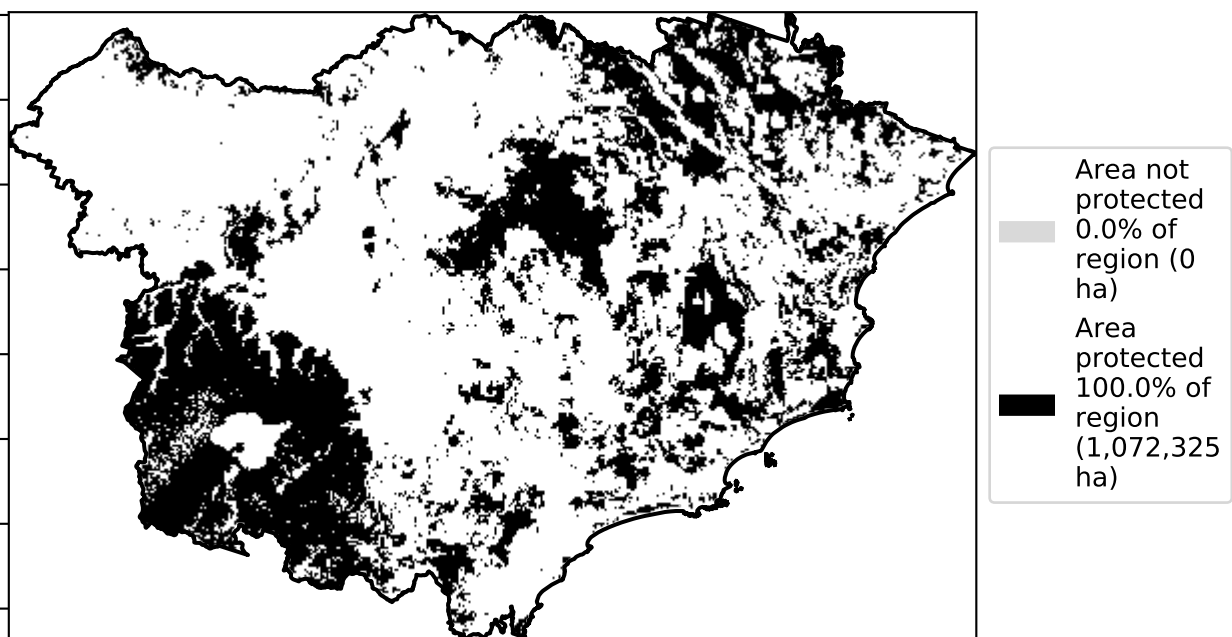 Area not
protected
0.0% of
region (0
ha)
Area
protected
100.0% of
region
(1,072,325
ha)